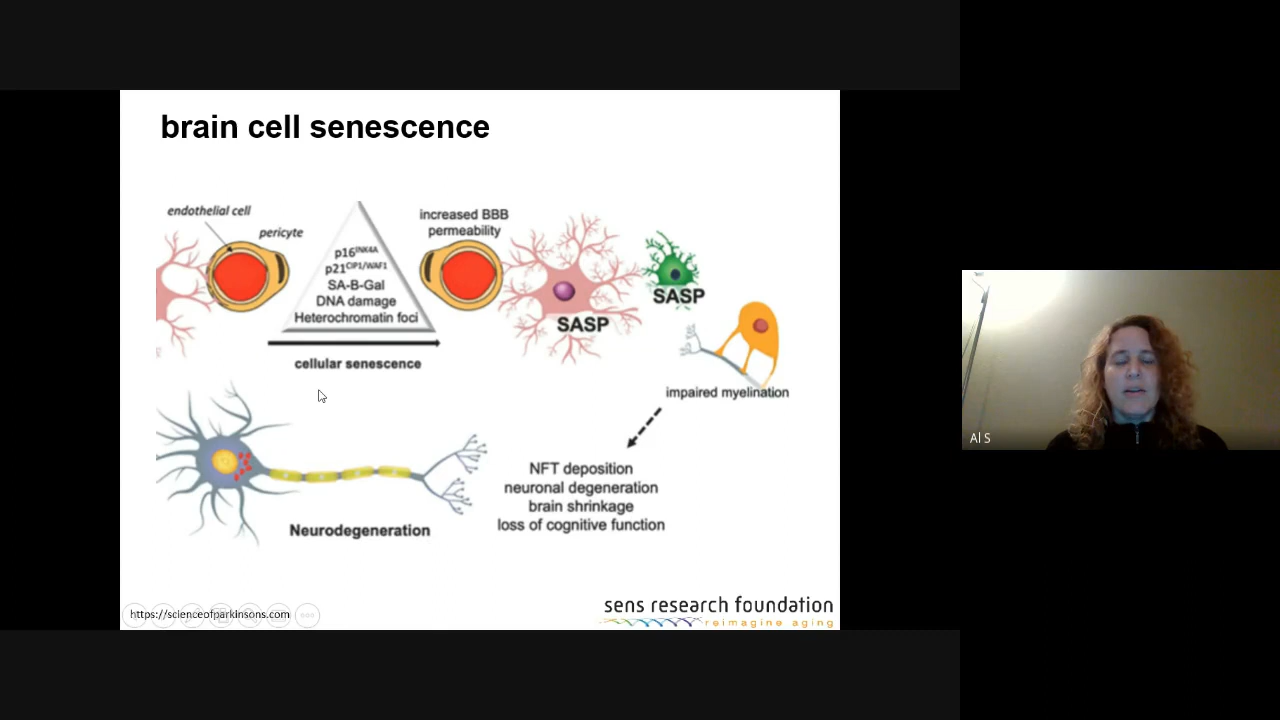 brain cell senescence
endothelial cell
pericyte
p16INK4A
p21CIP1/WAF1
SA-B-Gal
DNA damage
Heterochromatin foci
cellular senescence
increased BBB
permeability
SASP
SASP
impaired myelination
NFT deposition
neuronal degeneration
brain shrinkage
loss of cognitive function
Neurodegeneration
https://scienceofparkinsons.com
sens research foundation
reimagine aging
Al S